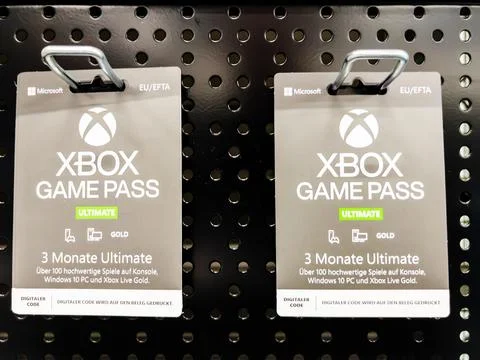 Microsoft EU/EFTA
XBOX
GAME PASS
ULTIMATE
GOLD
3 Monate Ultimate
Über 100 hochwertige Spiele auf Konsole,
Windows 10 PC und Xbox Live Gold.
DIGITALER
CODE
DIGITALER CODE WIRD AUF DEN BELEG GEDRUCKT
Microsoft EU/EFTA
XBOX
GAME PASS
ULTIMATE
GOLD
3 Monate Ultimate
Über 100 hochwertige Spiele auf Konsole,
Windows 10 PC und Xbox Live Gold.
DIGITALER
CODE
DIGITALER CODE WIRD AUF DEN BELEG GEDRUCKT